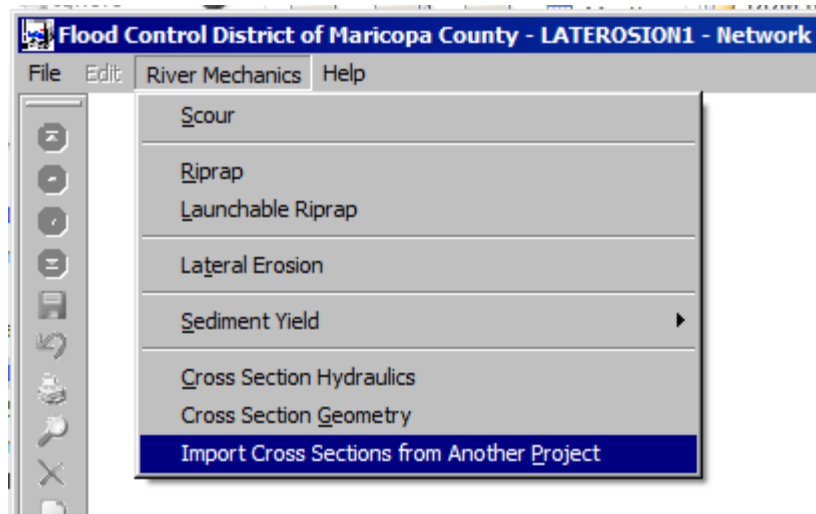 Flood Control District of Maricopa County - LATEROSION1 - Network
File Edit River Mechanics Help
Scour
Riprap
Launchable Riprap
Lateral Erosion
Sediment Yield
Cross Section Hydraulics
Cross Section Geometry
Import Cross Sections from Another Project